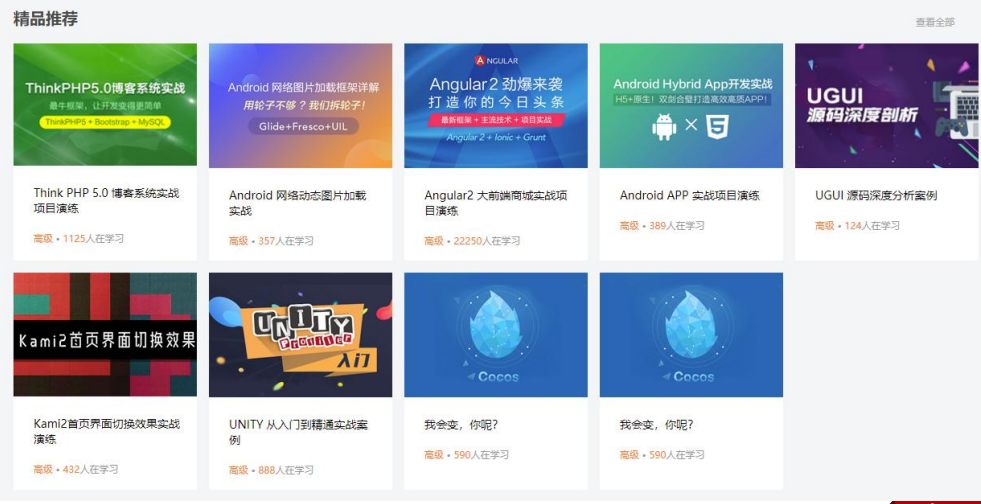 精品推荐
查看全部
ThinkPHP5.0博客系统实战
最牛框架，让开发变得更简单
ThinkPHP5 + Bootstrap + MySQL
Think PHP 5.0 博客系统实战
项目演练
高级 • 1125人在学习
Android 网络图片加载框架详解
用轮子不够？我们拆轮子！
Glide+Fresco+UIL
Android 网络动态图片加载
实战
高级 • 357人在学习
A NGULAR
Angular2 劲爆来袭
打造你的今日头条
最新框架 + 主流技术 + 项目实战
Angular 2 + Ionic + Grunt
Angular2 大前端商城实战项
目演练
高级 • 22250人在学习
Android Hybrid App开发实战
H5+原生！双剑合璧打造高效高质APP！
Android APP 实战项目演练
高级 • 389人在学习
UGUI
源码深度剖析
UGUI 源码深度分析案例
高级 • 124人在学习
Kami2首页界面切换效果
Kami2首页界面切换效果实战
演练
高级 • 432人在学习
UNITY
Profiler
入门
UNITY 从入门到精通实战案
例
高级 • 888人在学习
Cocos
我会变，你呢？
高级 • 590人在学习
Cocos
我会变，你呢？
高级 • 590人在学习